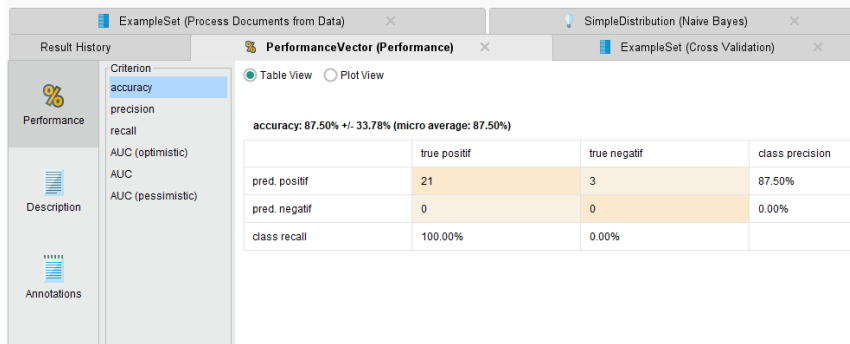 ExampleSet (Process Documents from Data) SimpleDistribution (Naive Bayes)
Result History % PerformanceVector (Performance) ExampleSet (Cross Validation)
%
Performance
Description
Annotations
Criterion
accuracy
precision
recall
AUC (optimistic)
AUC
AUC (pessimistic)
Table View Plot View
accuracy: 87.50% +/- 33.78% (micro average: 87.50%)
true positif true negatif class precision
pred. positif 21 3 87.50%
pred. negatif 0 0 0.00%
class recall 100.00% 0.00%